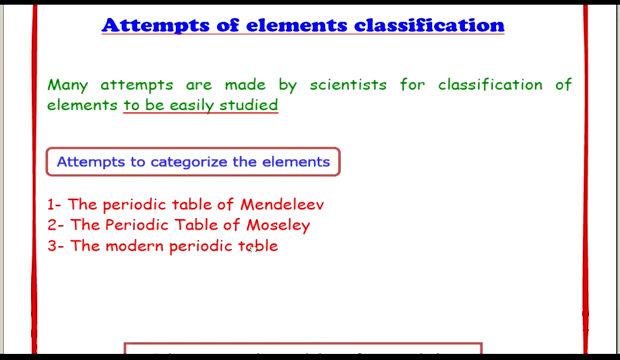 Attempts of elements classification
Many attempts are made by scientists for classification of
elements to be easily studied
Attempts to categorize the elements
1- The periodic table of Mendeleev
2- The Periodic Table of Moseley
3- The modern periodic table